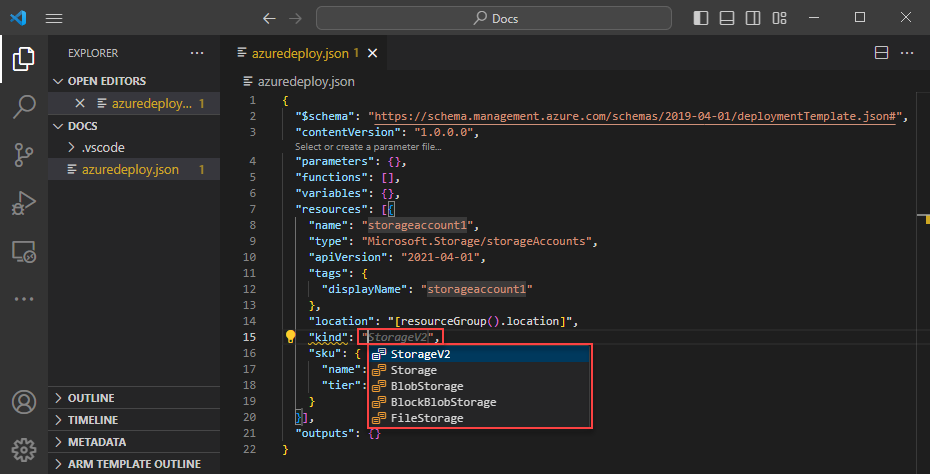 Docs
EXPLORER
OPEN EDITORS
azuredeploy... 1
DOCS
.vscode
azuredeploy.json 1
OUTLINE
TIMELINE
METADATA
ARM TEMPLATE OUTLINE
azuredeploy.json 1
azuredeploy.json
1 {
2 "$schema": "https://schema.management.azure.com/schemas/2019-04-01/deploymentTemplate.json#",
3 "contentVersion": "1.0.0.0",
Select or create a parameter file...
4 "parameters": {},
5 "functions": [],
6 "variables": {},
7 "resources": [{
8 "name": "storageaccount1",
9 "type": "Microsoft.Storage/storageAccounts",
10 "apiVersion": "2021-04-01",
11 "tags": {
12 "displayName": "storageaccount1"
13 },
14 "location": "[resourceGroup().location]",
15 "kind": "StorageV2",
16 "sku": {
17 "name":
18 "tier":
19 }
20 }],
21 "outputs": {}
22 }
StorageV2
Storage
BlobStorage
BlockBlobStorage
FileStorage